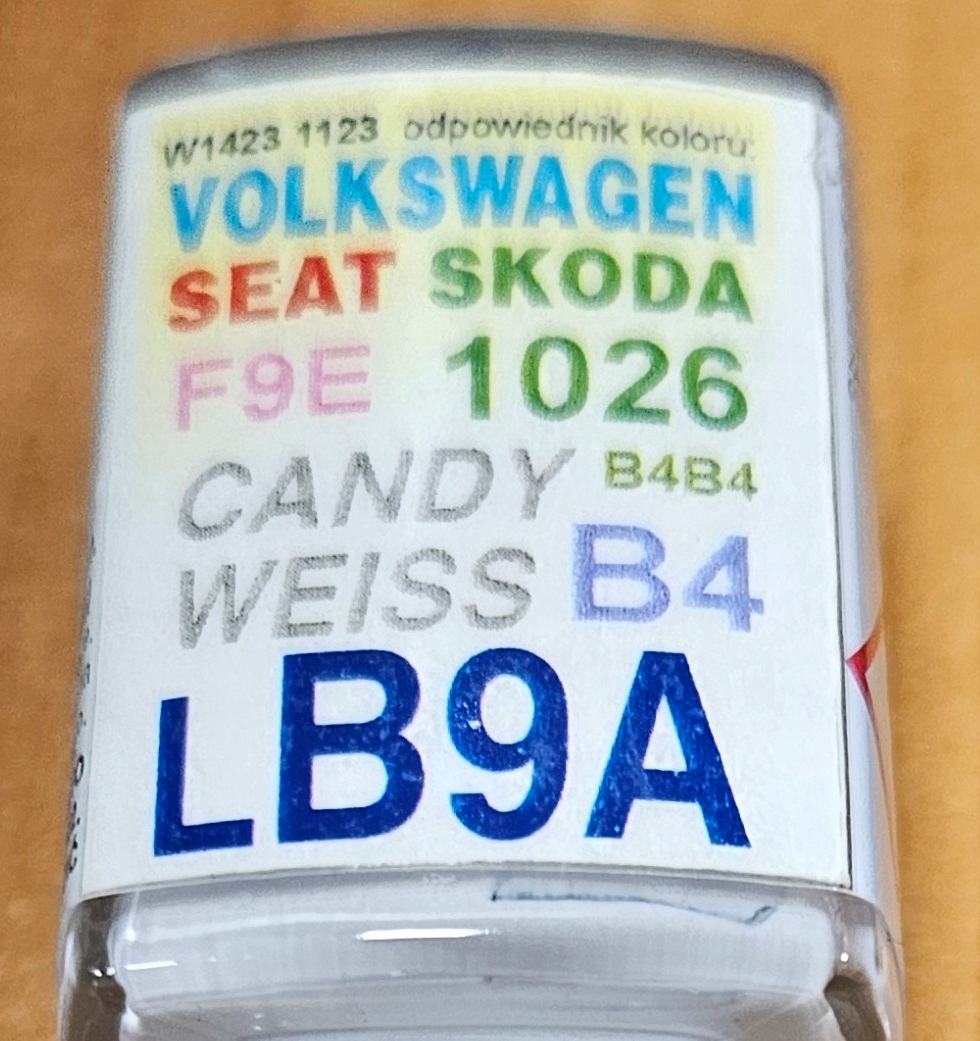 W1423 1123 odpowiednik koloru:
VOLKSWAGEN
SEAT SKODA
F9E 1026
CANDY B4B4
WEISS B4
LB9A